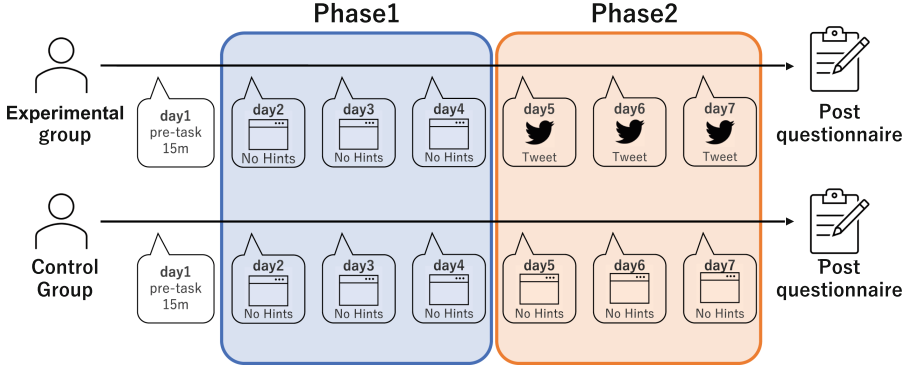 Phase1
Phase2
Experimental
group
day1
pre-task
15m
day2
No Hints
day3
No Hints
day4
No Hints
day5
Tweet
day6
Tweet
day7
Tweet
Post
questionnaire
Control
Group
day1
pre-task
15m
day2
No Hints
day3
No Hints
day4
No Hints
day5
No Hints
day6
No Hints
day7
No Hints
Post
questionnaire